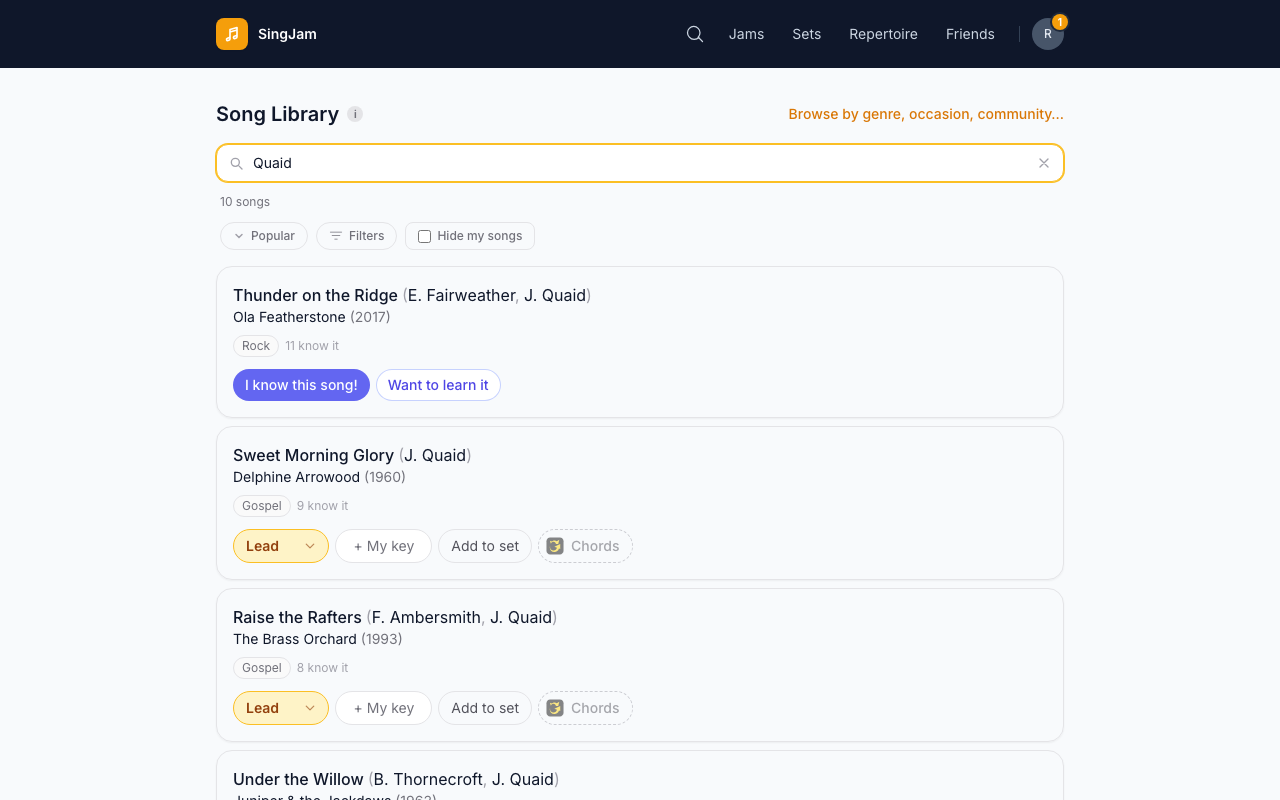 SingJam
Jams Sets Repertoire Friends R 1
Song Library i
Browse by genre, occasion, community...
Quaid
10 songs
Popular Filters Hide my songs
Thunder on the Ridge (E. Fairweather, J. Quaid)
Ola Featherstone (2017)
Rock 11 know it
I know this song! Want to learn it
Sweet Morning Glory (J. Quaid)
Delphine Arrowood (1960)
Gospel 9 know it
Lead + My key Add to set Chords
Raise the Rafters (F. Ambersmith, J. Quaid)
The Brass Orchard (1993)
Gospel 8 know it
Lead + My key Add to set Chords
Under the Willow (B. Thornecroft, J. Quaid)
Juniper & the Jackdaws (1962)